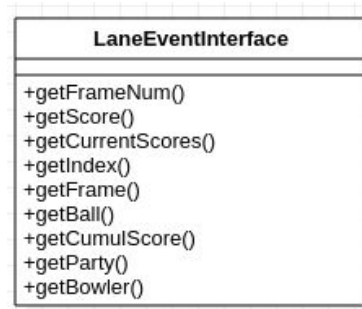 LaneEventInterface
+getFrameNum()
+getScore()
+getCurrentScores()
+getIndex()
+getFrame()
+getBall()
+getCumulScore()
+getParty()
+getBowler()